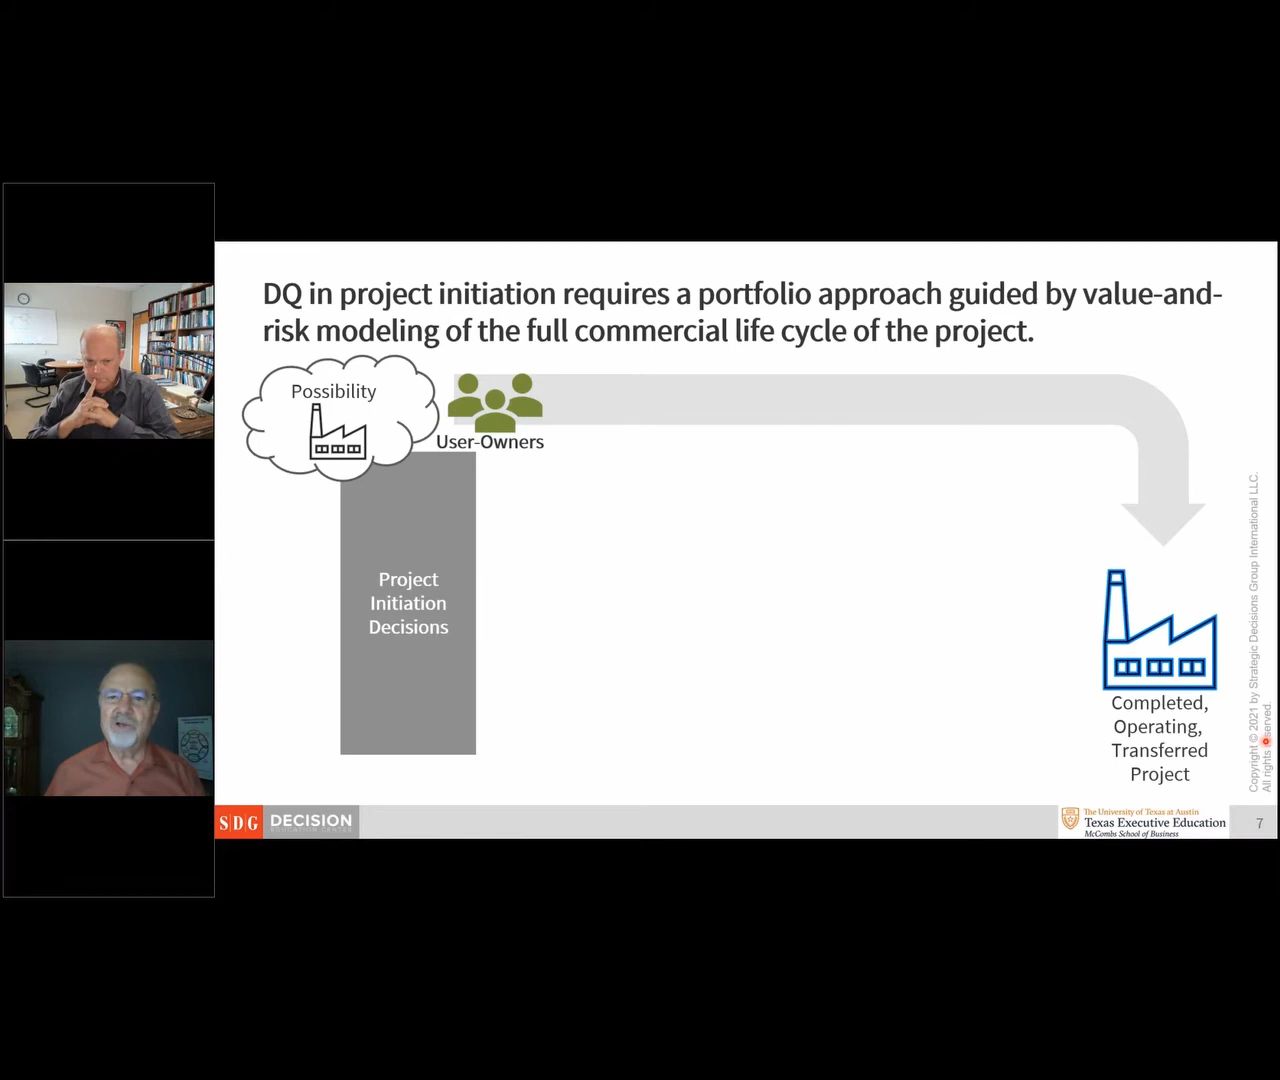 DQ in project initiation requires a portfolio approach guided by value-and-
risk modeling of the full commercial life cycle of the project.
Possibility
User-Owners
Project
Initiation
Decisions
Completed,
Operating,
Transferred
Project
Copyright © 2021 by Strategic Decisions Group International LLC.
All rights reserved.
SDG
DECISION
EDUCATION CENTER
The University of Texas at Austin
Texas Executive Education
McCombs School of Business
7